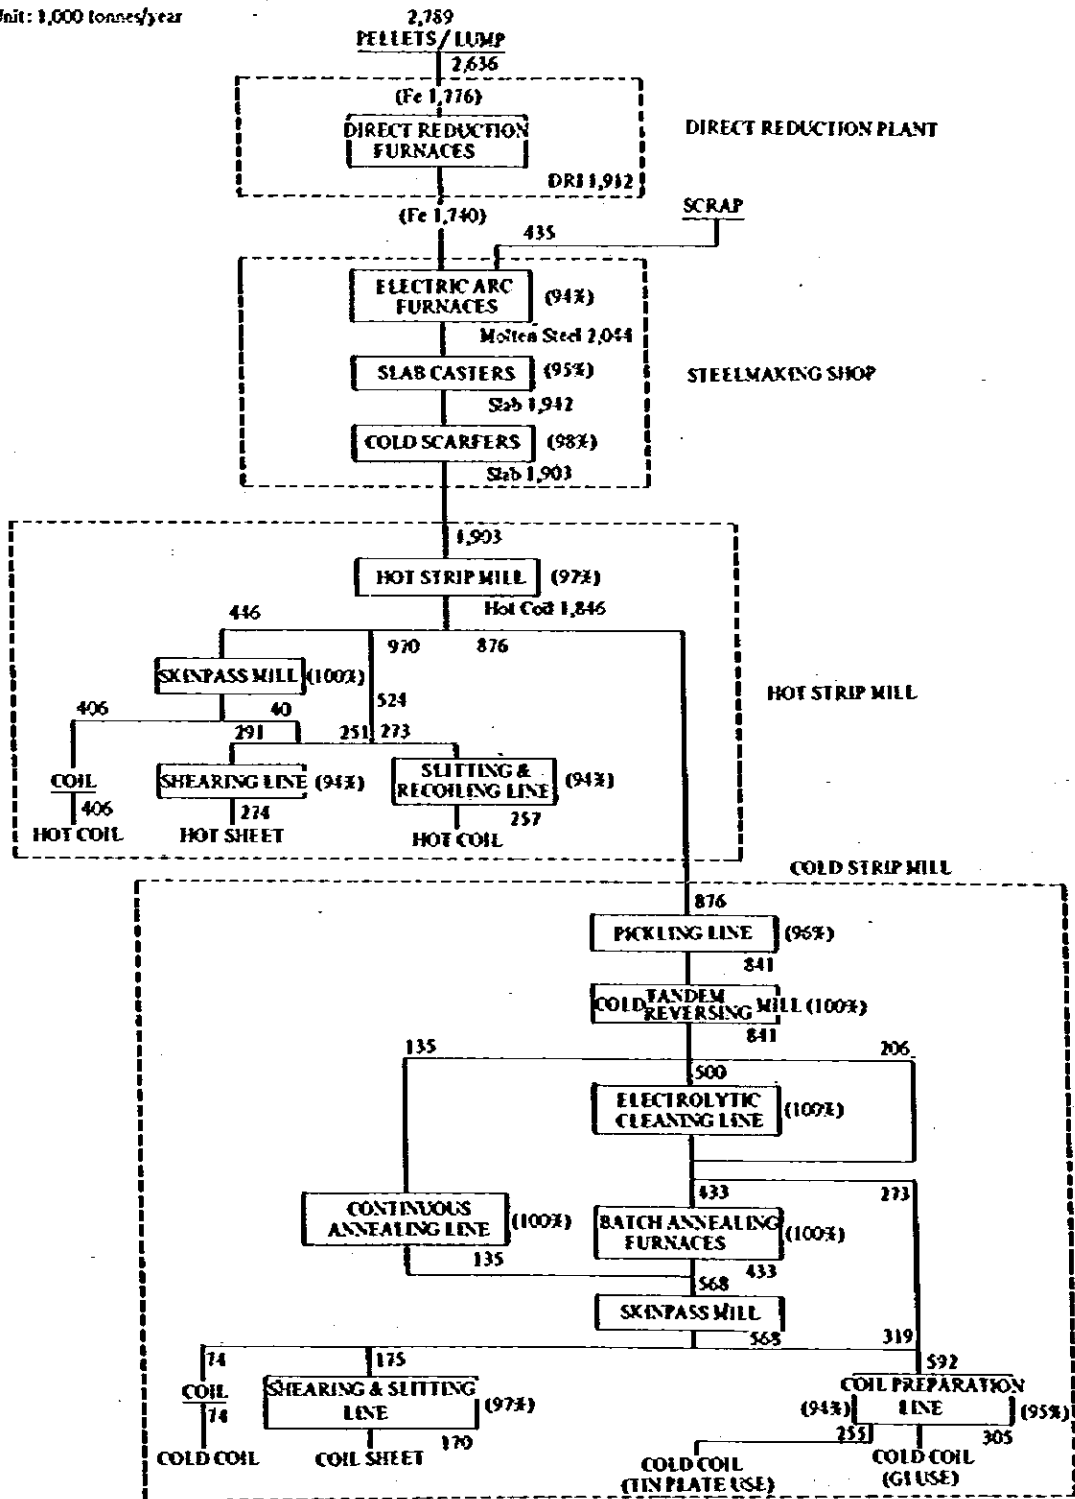 Unit: 1,000 tonnes/year
2,789
PELLETS / LUMP
2,636
(Fe 1,776)
DIRECT REDUCTION
FURNACES
DIRECT REDUCTION PLANT
DRI 1,912
(Fe 1,740)
SCRAP
435
ELECTRIC ARC
FURNACES
(94%)
Molten Steel 2,044
SLAB CASTERS (95%)
STEELMAKING SHOP
Slab 1,942
COLD SCARFERS (98%)
Slab 1,903
1,903
HOT STRIP MILL (97%)
Hot Coil 1,846
446
970 876
SKINPASS MILL (100%)
HOT STRIP MILL
524
406 40
291 251 273
COIL
SHEARING LINE (94%)
SLITTING &
RECOILING LINE
(94%)
406 274 257
HOT COIL HOT SHEET HOT COIL
COLD STRIP MILL
876
PICKLING LINE (96%)
841
COLD TANDEM REVERSING MILL (100%)
841
135 206
500
ELECTROLYTIC
CLEANING LINE
(100%)
433 273
CONTINUOUS
ANNEALING LINE
(100%)
BATCH ANNEALING
FURNACES
(100%)
135 433
568
SKINPASS MILL
568 319
74 175 592
COIL
74
SHEARING & SLITTING
LINE
(97%)
COIL PREPARATION
LINE
(94%) (95%)
170 255 305
COLD COIL COIL SHEET
COLD COIL
(TIN PLATE USE)
COLD COIL
(GI USE)